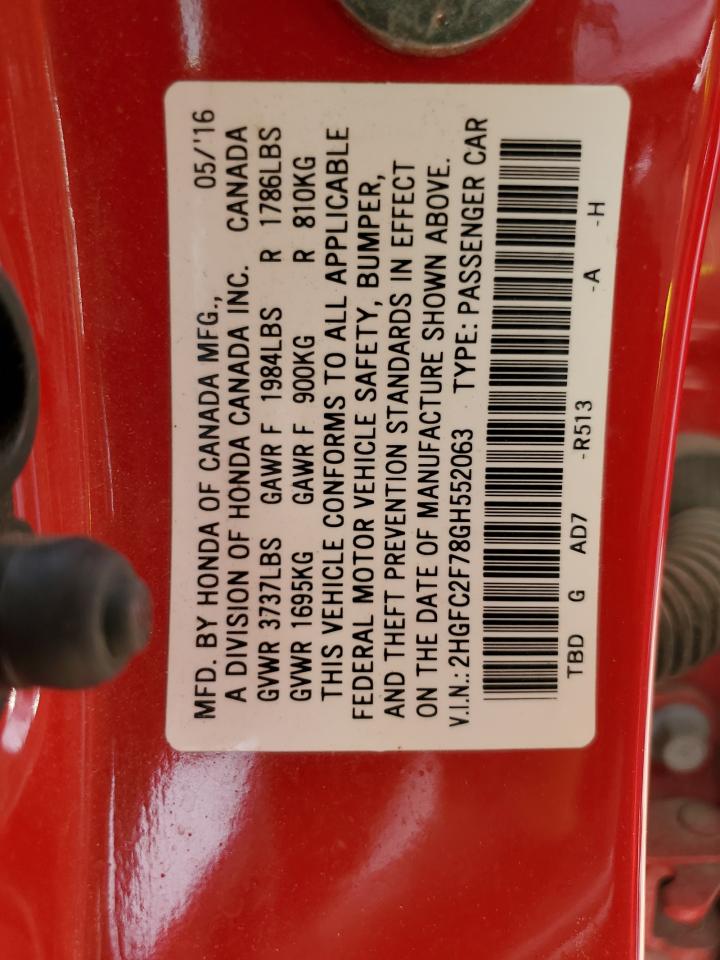 MFD. BY HONDA OF CANADA MFG., 05/'16
A DIVISION OF HONDA CANADA INC. CANADA
GVWR 3737LBS GAWR F 1984LBS R 1786LBS
GVWR 1695KG GAWR F 900KG R 810KG
THIS VEHICLE CONFORMS TO ALL APPLICABLE
FEDERAL MOTOR VEHICLE SAFETY, BUMPER,
AND THEFT PREVENTION STANDARDS IN EFFECT
ON THE DATE OF MANUFACTURE SHOWN ABOVE.
V.I.N.: 2HGFC2F78GH552063 TYPE: PASSENGER CAR
TBD G AD7 -R513 -A -H